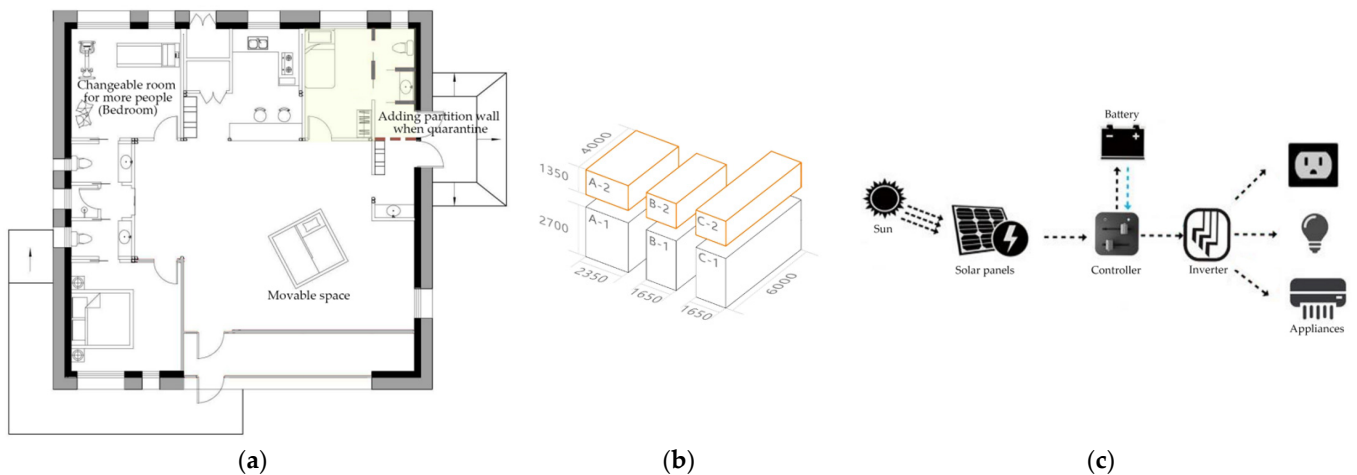 Changeable room
for more people
(Bedroom)
Adding partition wall
when quarantine
Movable space
(a)
4000
1350
2700
A-2
B-2
C-2
A-1
B-1
C-1
2350
1650
1650
6000
(b)
Battery
Sun
Solar panels
Controller
Inverter
Appliances
(c)